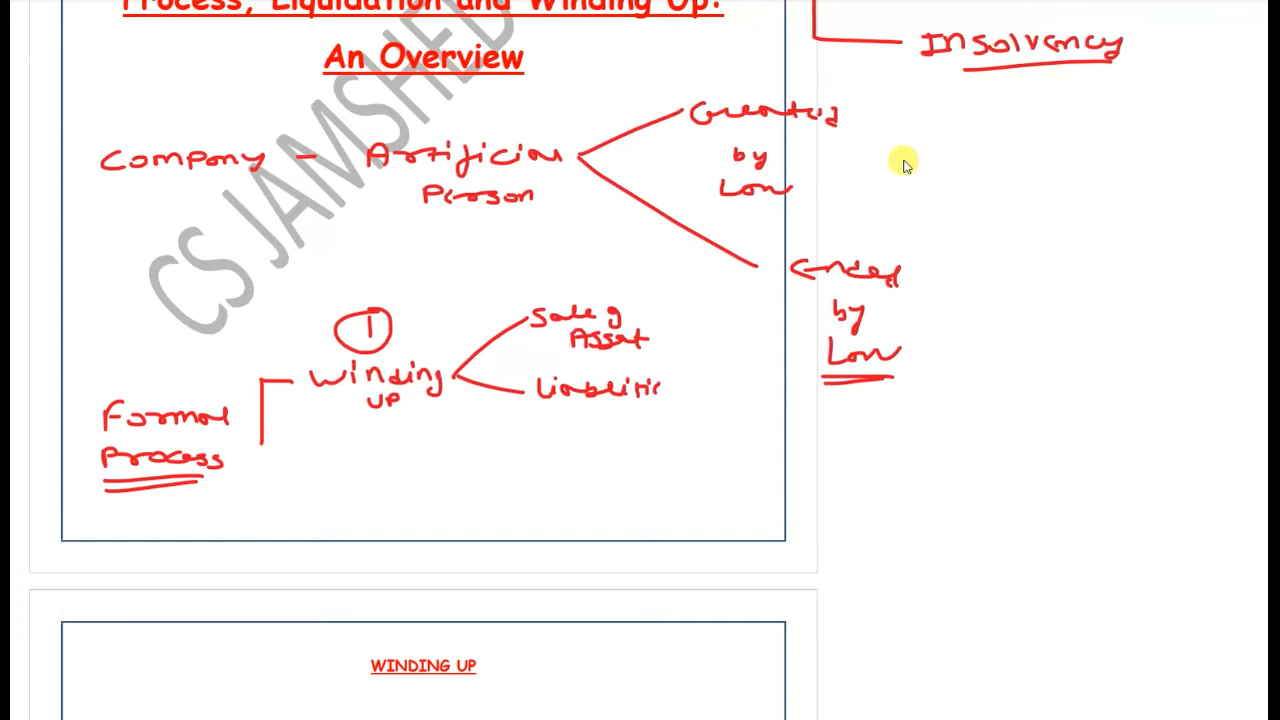 Process, Liquidation and Winding Up:
An Overview
Insolvency
Company - Artificial
Person
Created
by
Law
Ended
by
Law
1
Winding
UP
Sale of
Asset
Liabilitie
Formal
Process
CS JAMSHED
WINDING UP